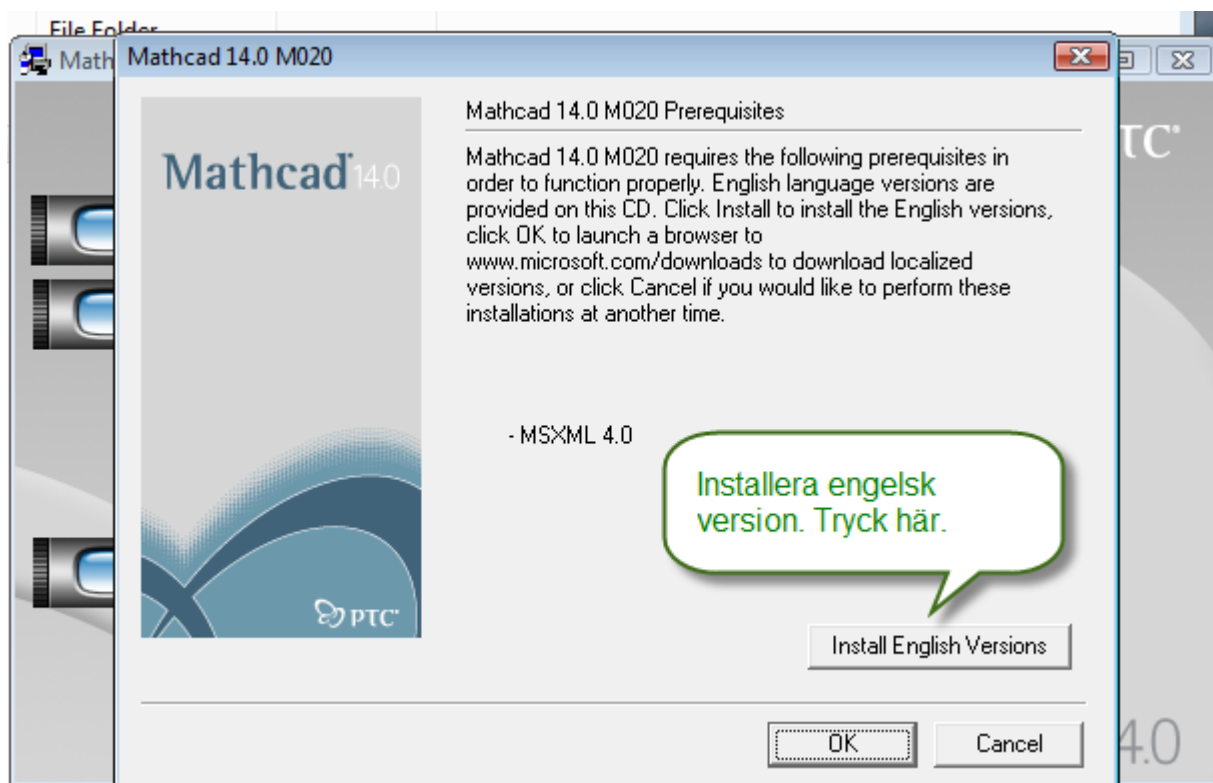 File Folder
Math
Mathcad 14.0 M020
TC
Mathcad 14.0
Mathcad 14.0 M020 Prerequisites
Mathcad 14.0 M020 requires the following prerequisites in
order to function properly. English language versions are
provided on this CD. Click Install to install the English versions,
click OK to launch a browser to
www.microsoft.com/downloads to download localized
versions, or click Cancel if you would like to perform these
installations at another time.
- MSXML 4.0
Installera engelsk
version. Tryck här.
PTC
Install English Versions
OK
Cancel
4.0